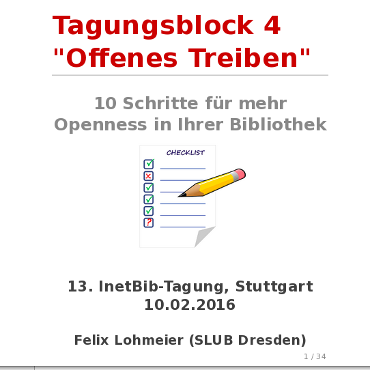 Tagungsblock 4
"Offenes Treiben"
10 Schritte für mehr
Openness in Ihrer Bibliothek
CHECKLIST
13. InetBib-Tagung, Stuttgart
10.02.2016
Felix Lohmeier (SLUB Dresden)
1 / 34